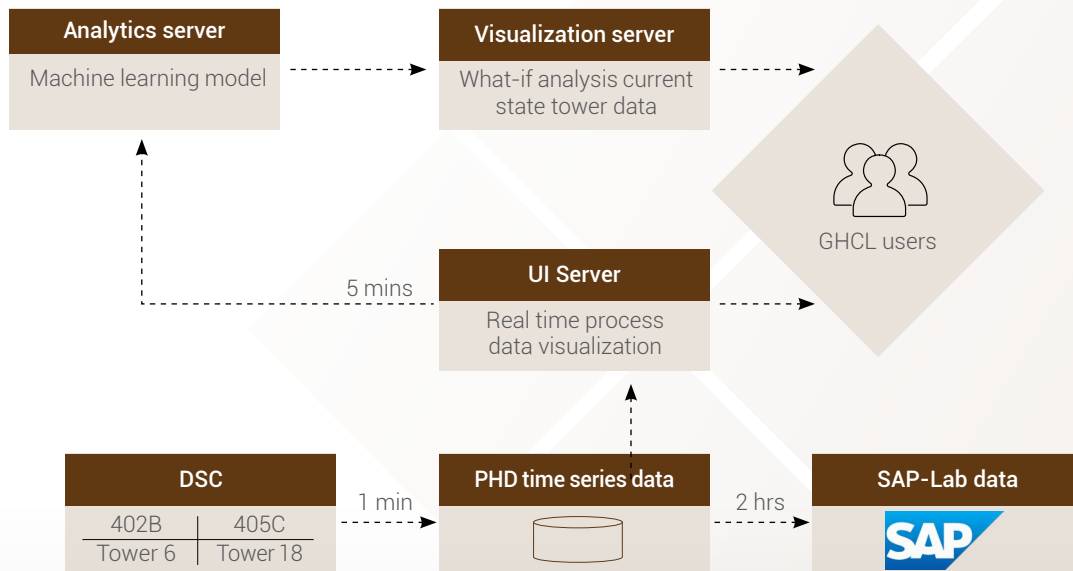 Analytics server
Machine learning model
Visualization server
What-if analysis current
state tower data
GHCL users
5 mins
UI Server
Real time process
data visualization
DSC
402B
405C
Tower 6
Tower 18
1 min
PHD time series data
2 hrs
SAP-Lab data
SAP